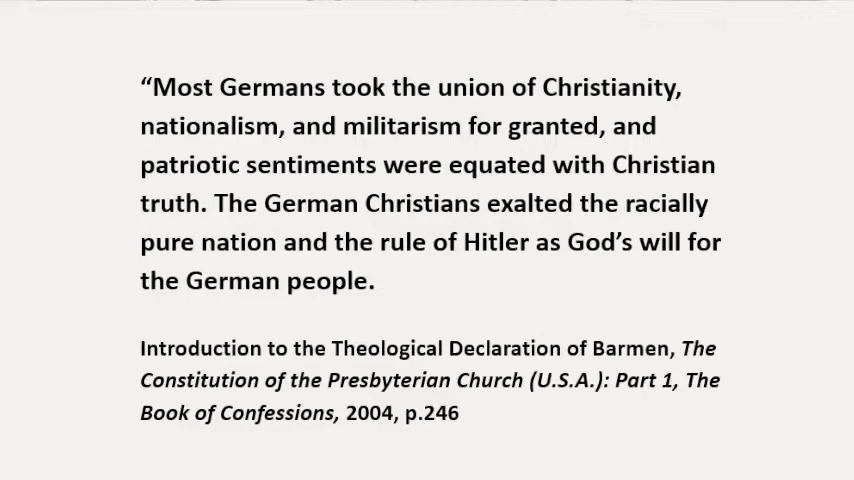 “Most Germans took the union of Christianity,
nationalism, and militarism for granted, and
patriotic sentiments were equated with Christian
truth. The German Christians exalted the racially
pure nation and the rule of Hitler as God’s will for
the German people.
Introduction to the Theological Declaration of Barmen, The
Constitution of the Presbyterian Church (U.S.A.): Part 1, The
Book of Confessions, 2004, p.246